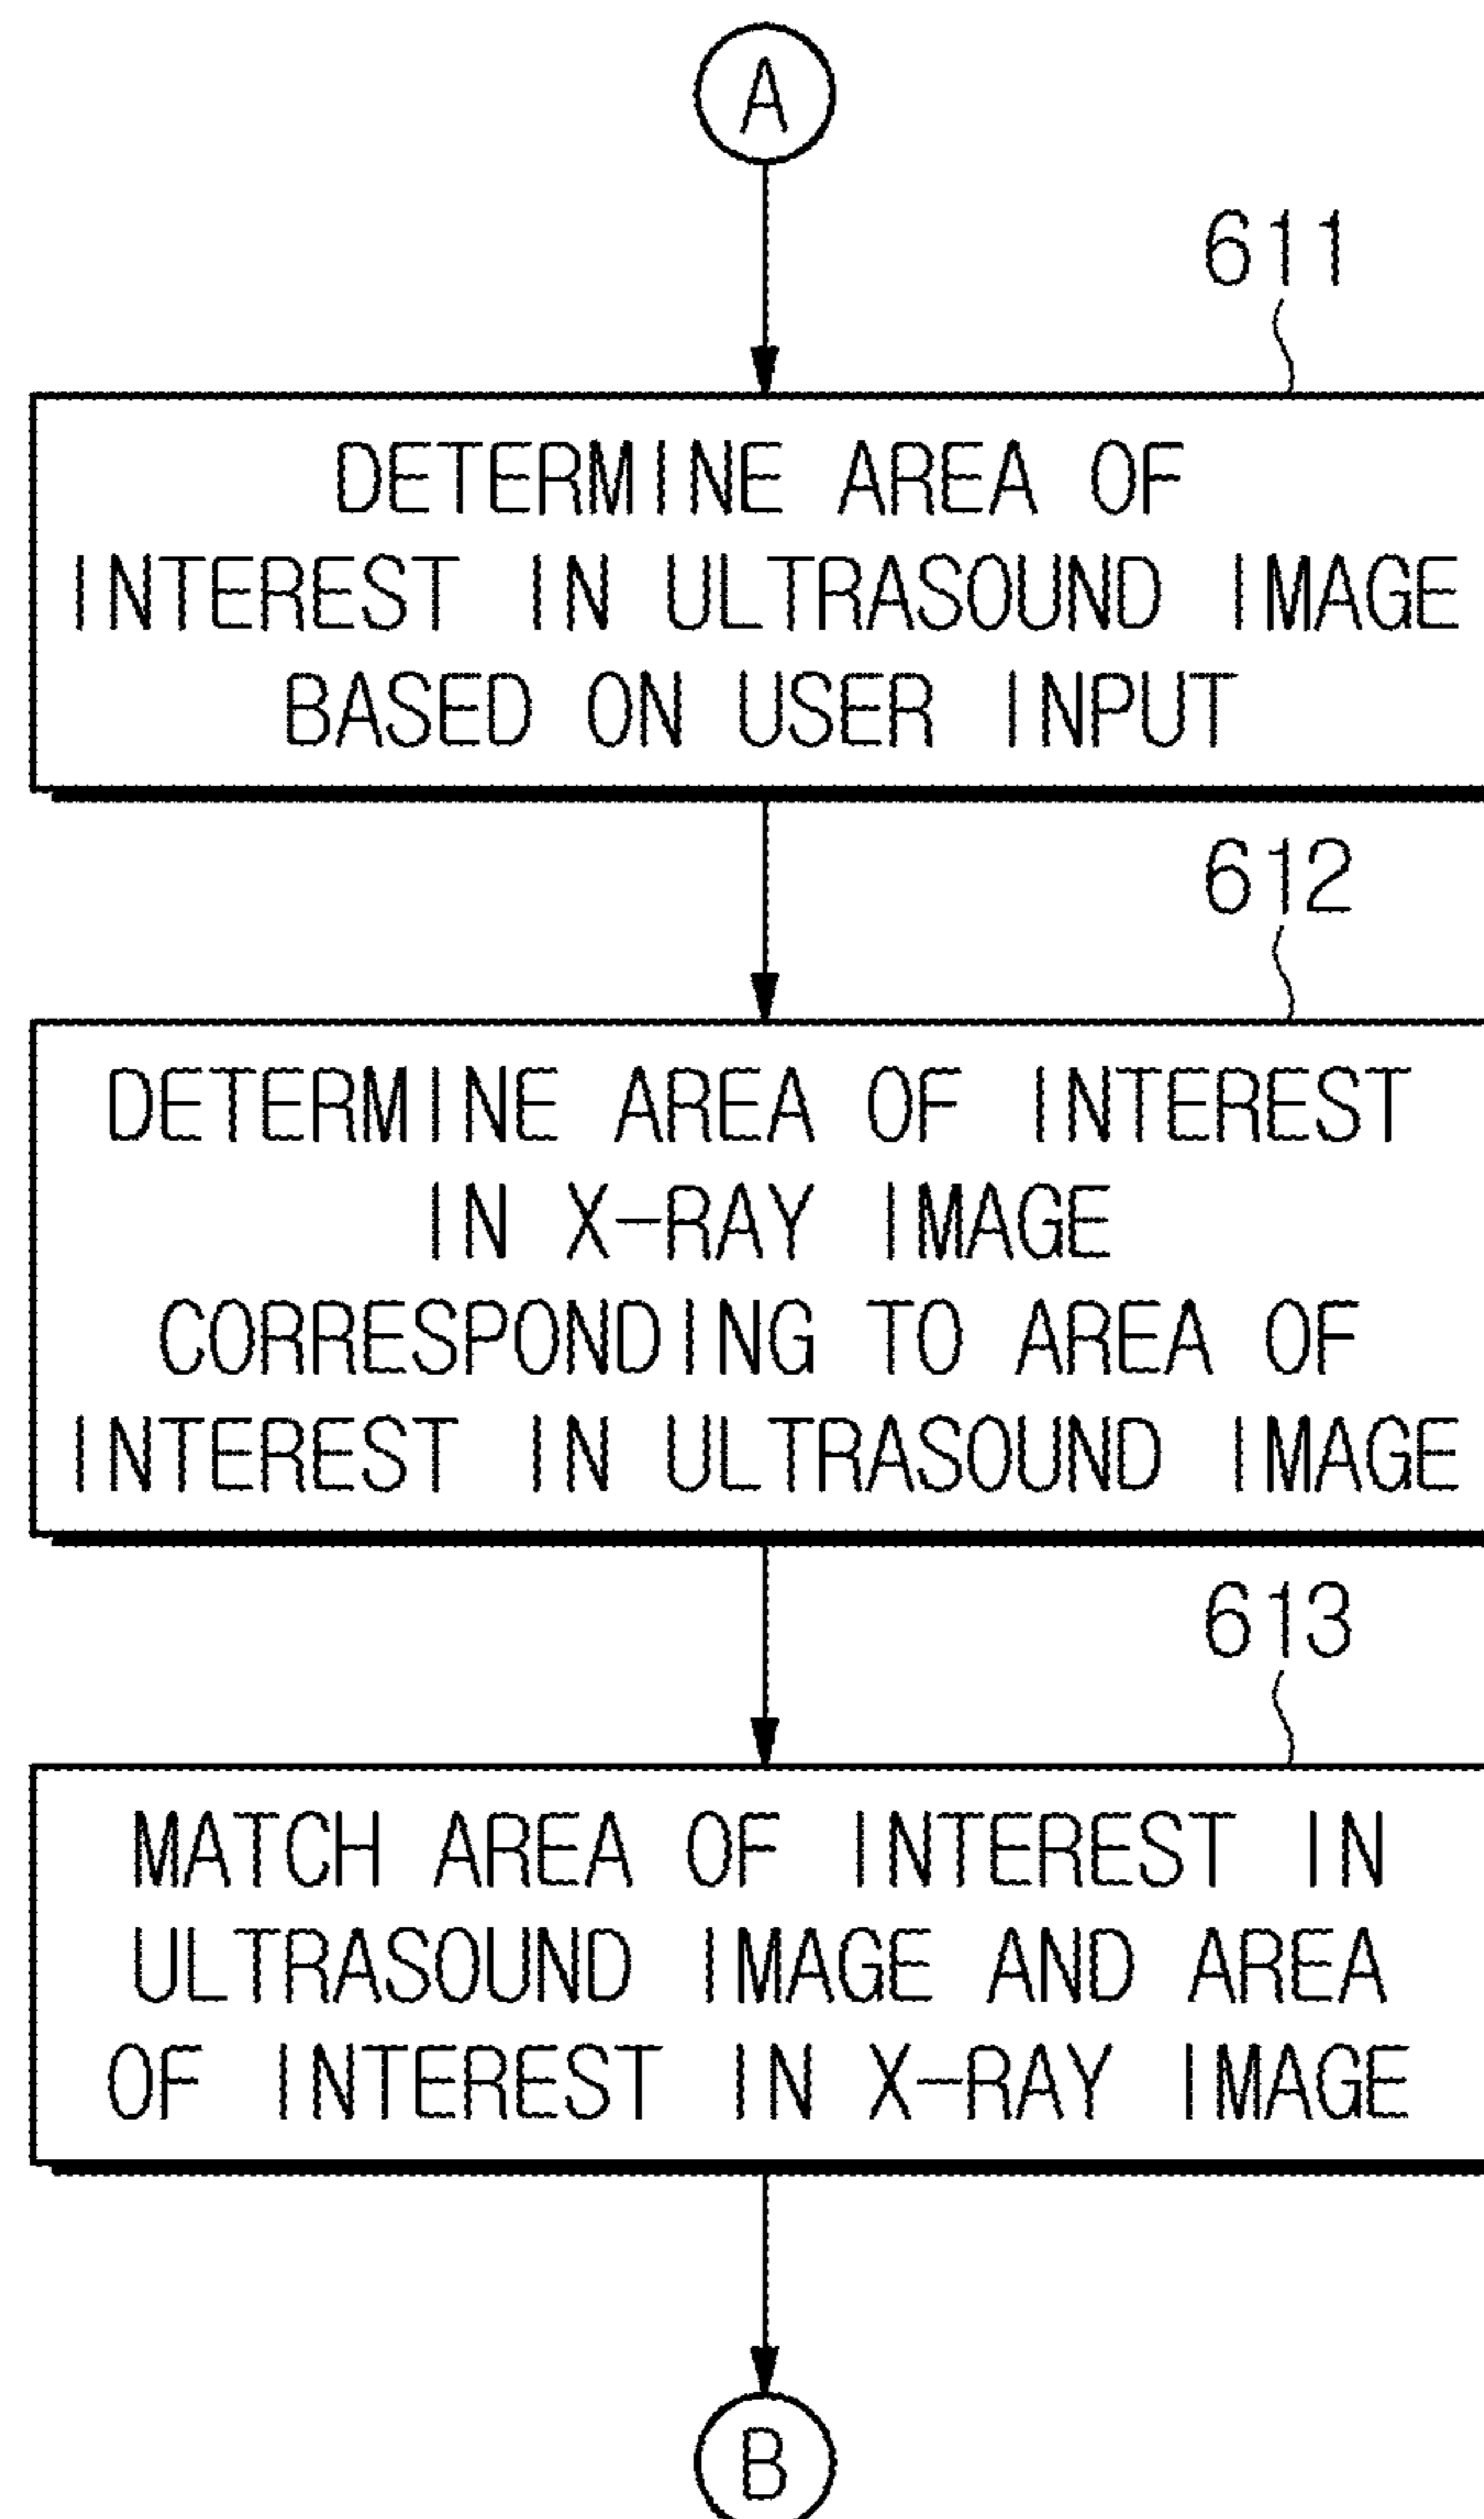 A
611
DETERMINE AREA OF
INTEREST IN ULTRASOUND IMAGE
BASED ON USER INPUT
612
DETERMINE AREA OF INTEREST
IN X-RAY IMAGE
CORRESPONDING TO AREA OF
INTEREST IN ULTRASOUND IMAGE
613
MATCH AREA OF INTEREST IN
ULTRASOUND IMAGE AND AREA
OF INTEREST IN X-RAY IMAGE
B